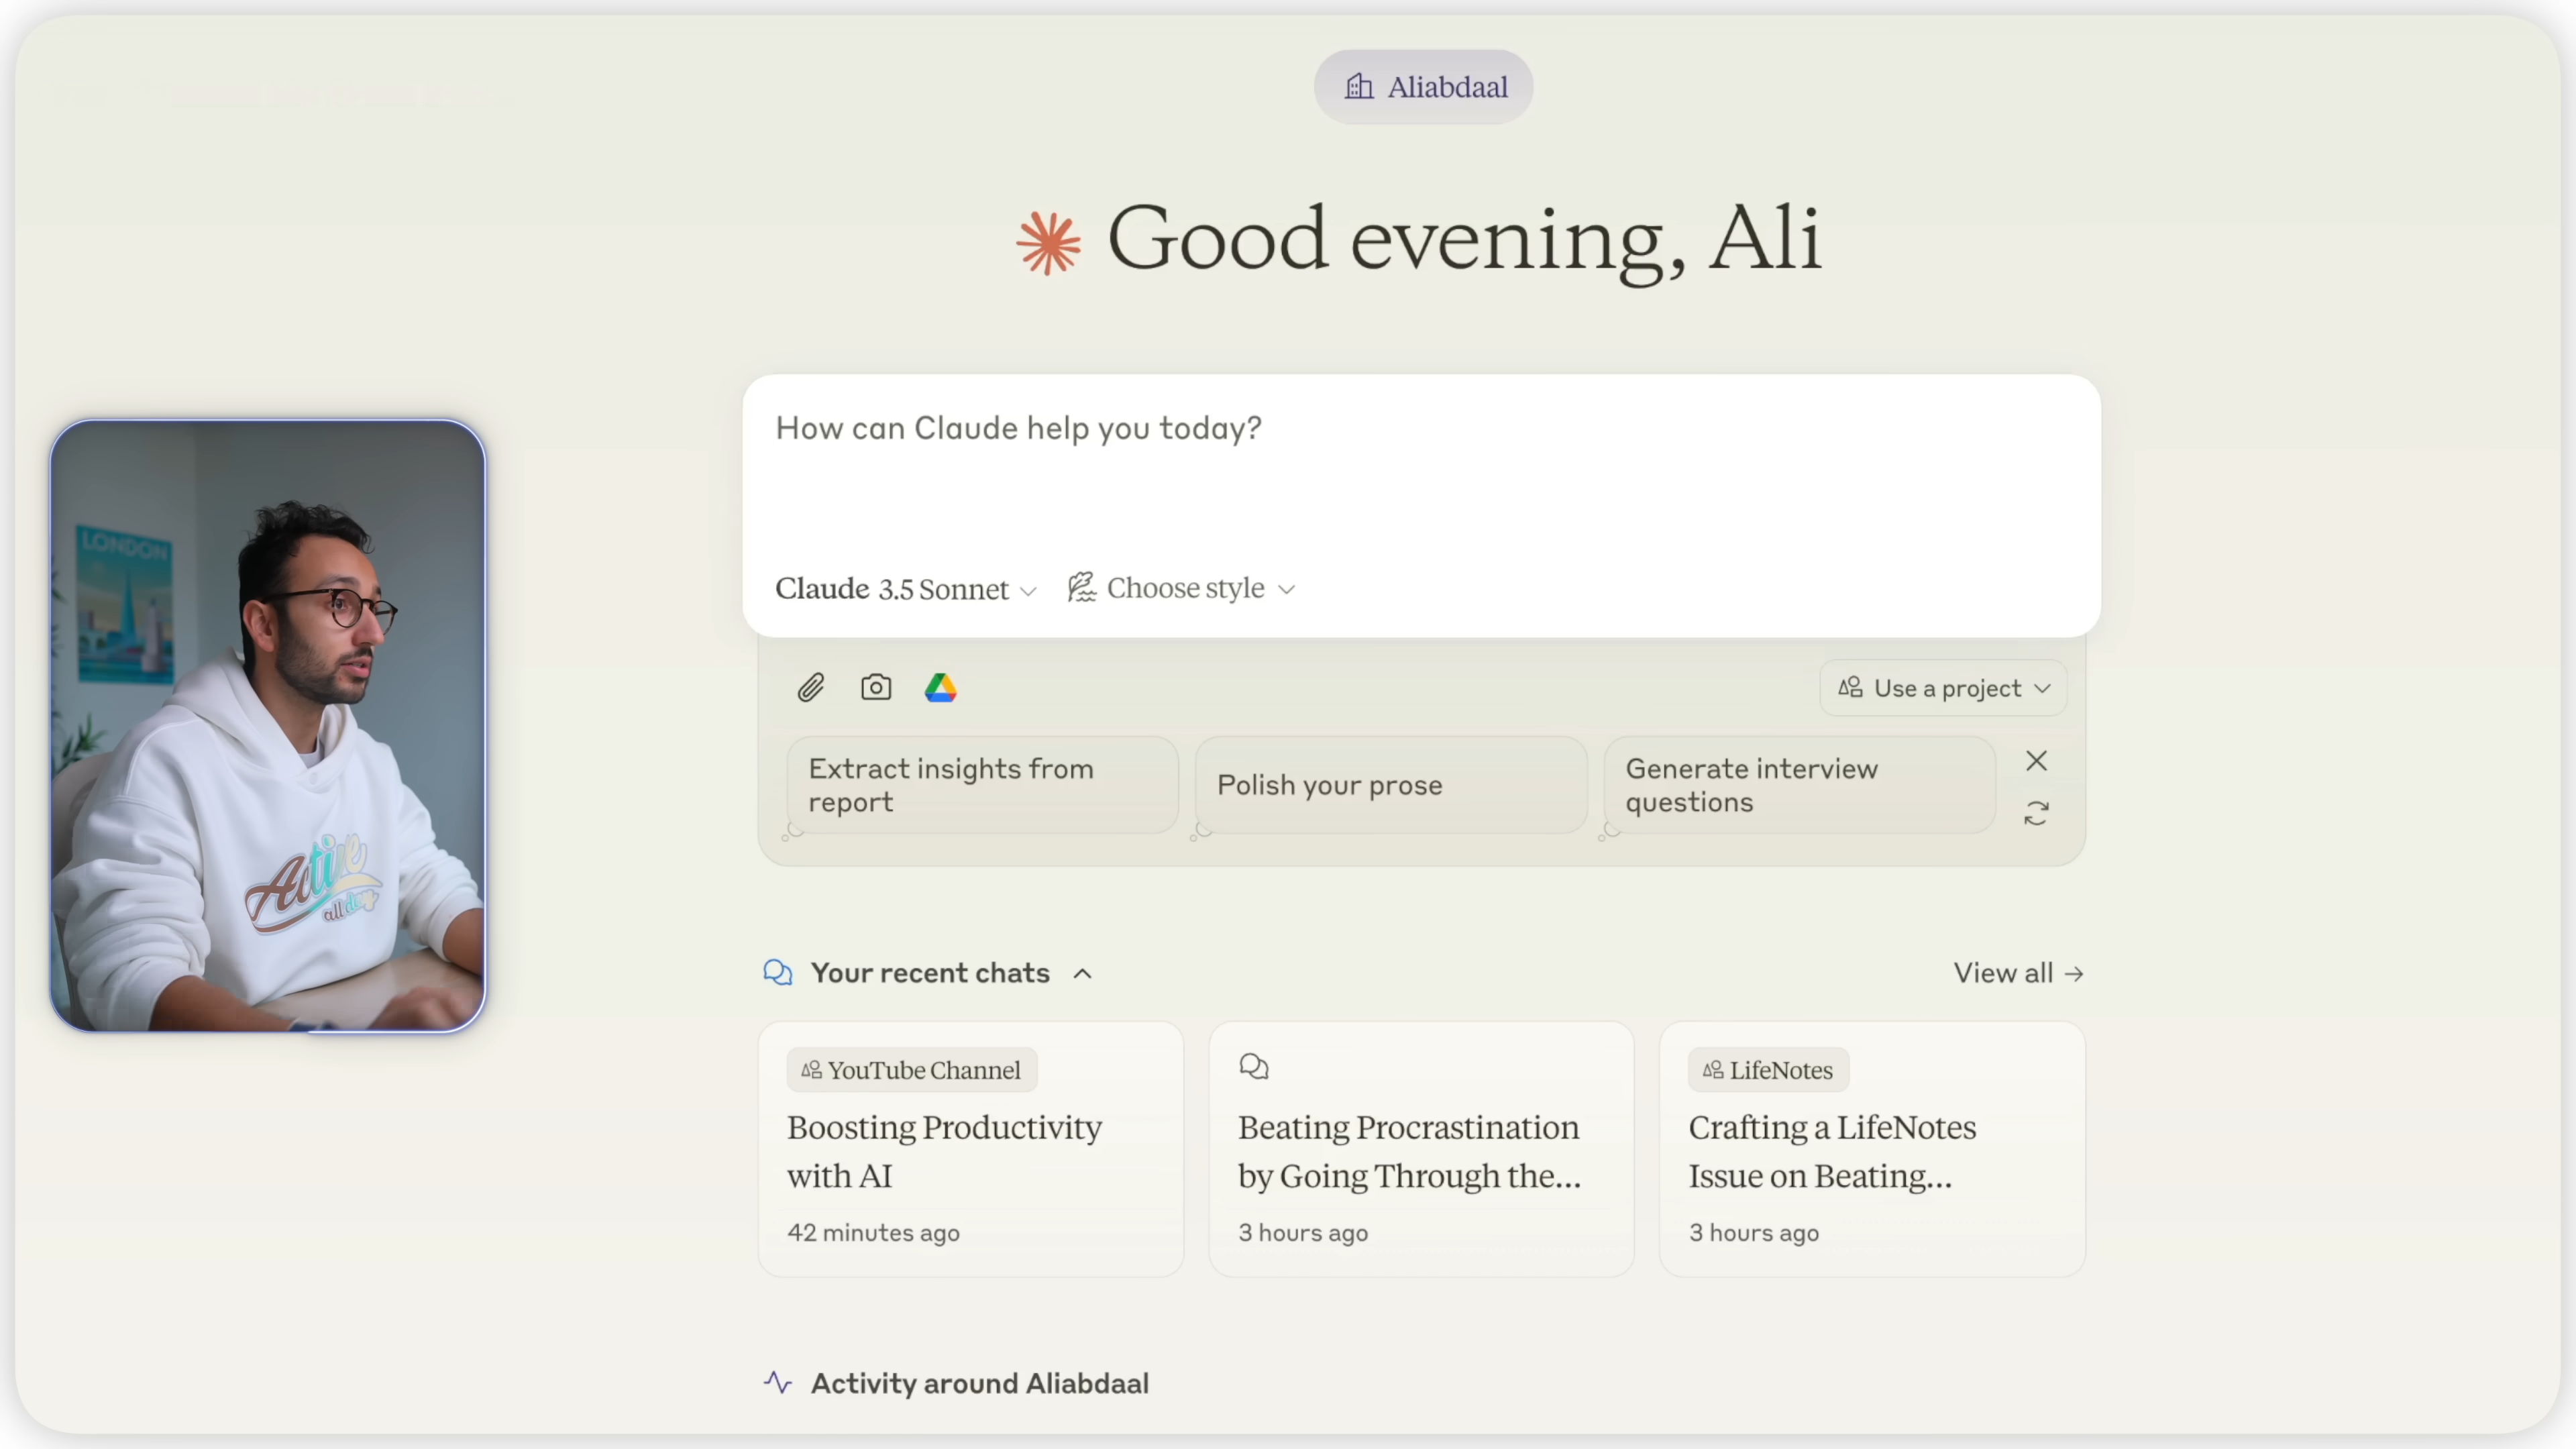 Aliabdaal
Good evening, Ali
How can Claude help you today?
Claude 3.5 Sonnet
Choose style
Use a project
Extract insights from
report
Polish your prose
Generate interview
questions
LONDON
Active
all day
Your recent chats
View all →
YouTube Channel
Boosting Productivity
with AI
42 minutes ago
Beating Procrastination
by Going Through the...
3 hours ago
LifeNotes
Crafting a LifeNotes
Issue on Beating...
3 hours ago
Activity around Aliabdaal